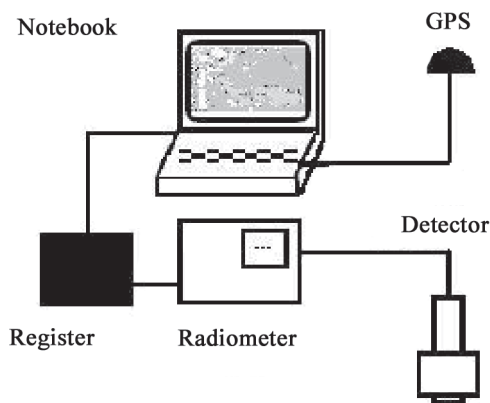 Notebook
GPS
Detector
Register
Radiometer